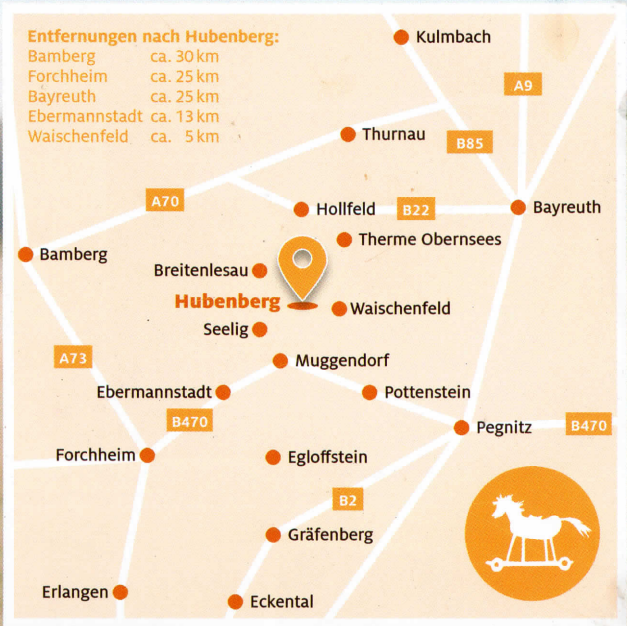 Entfernungen nach Hubenberg:
Bamberg ca. 30 km
Forchheim ca. 25 km
Bayreuth ca. 25 km
Ebermannstadt ca. 13 km
Waischenfeld ca. 5 km
Kulmbach
A9
Thurnau
B85
A70
Hollfeld
B22
Bayreuth
Therme Obernsees
Bamberg
Breitenlesau
Hubenberg
Waischenfeld
Seelig
A73
Muggendorf
Ebermannstadt
Pottenstein
B470
Pegnitz
B470
Forchheim
Egloffstein
B2
Gräfenberg
Erlangen
Eckental